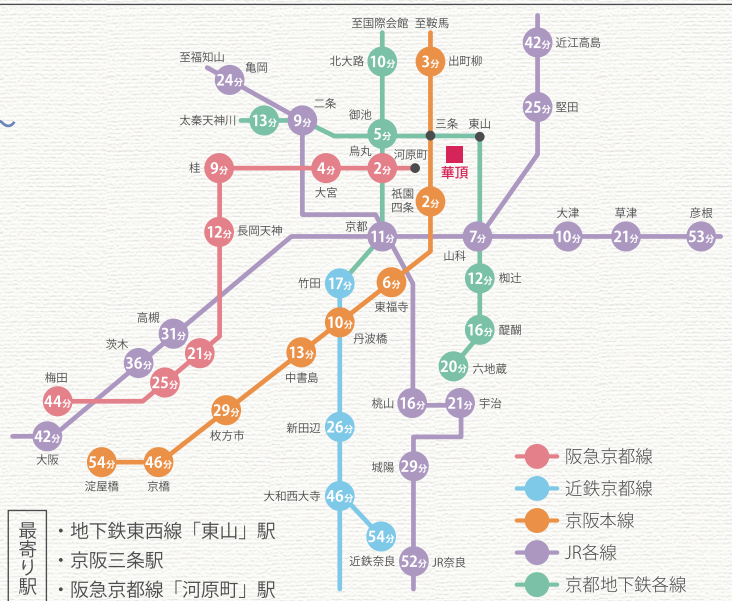 至国際会館
至鞍馬
北大路
10分
3分
出町柳
42分
近江高島
至福知山
亀岡
24分
二条
太秦天神川
13分
9分
御池
5分
三条
東山
25分
堅田
烏丸
河原町
華頂
桂
9分
4分
2分
大宮
祇園
四条
2分
12分
長岡天神
京都
11分
7分
山科
大津
10分
草津
21分
彦根
53分
竹田
17分
6分
東福寺
12分
椥辻
高槻
31分
10分
丹波橋
16分
醍醐
茨木
36分
21分
13分
中書島
20分
六地蔵
梅田
44分
25分
29分
枚方市
桃山
16分
21分
宇治
42分
大阪
新田辺
26分
54分
淀屋橋
46分
京橋
城陽
29分
大和西大寺
46分
54分
近鉄奈良
52分
JR奈良
阪急京都線
近鉄京都線
京阪本線
JR各線
京都地下鉄各線
最寄り駅
・地下鉄東西線「東山」駅
・京阪三条駅
・阪急京都線「河原町」駅